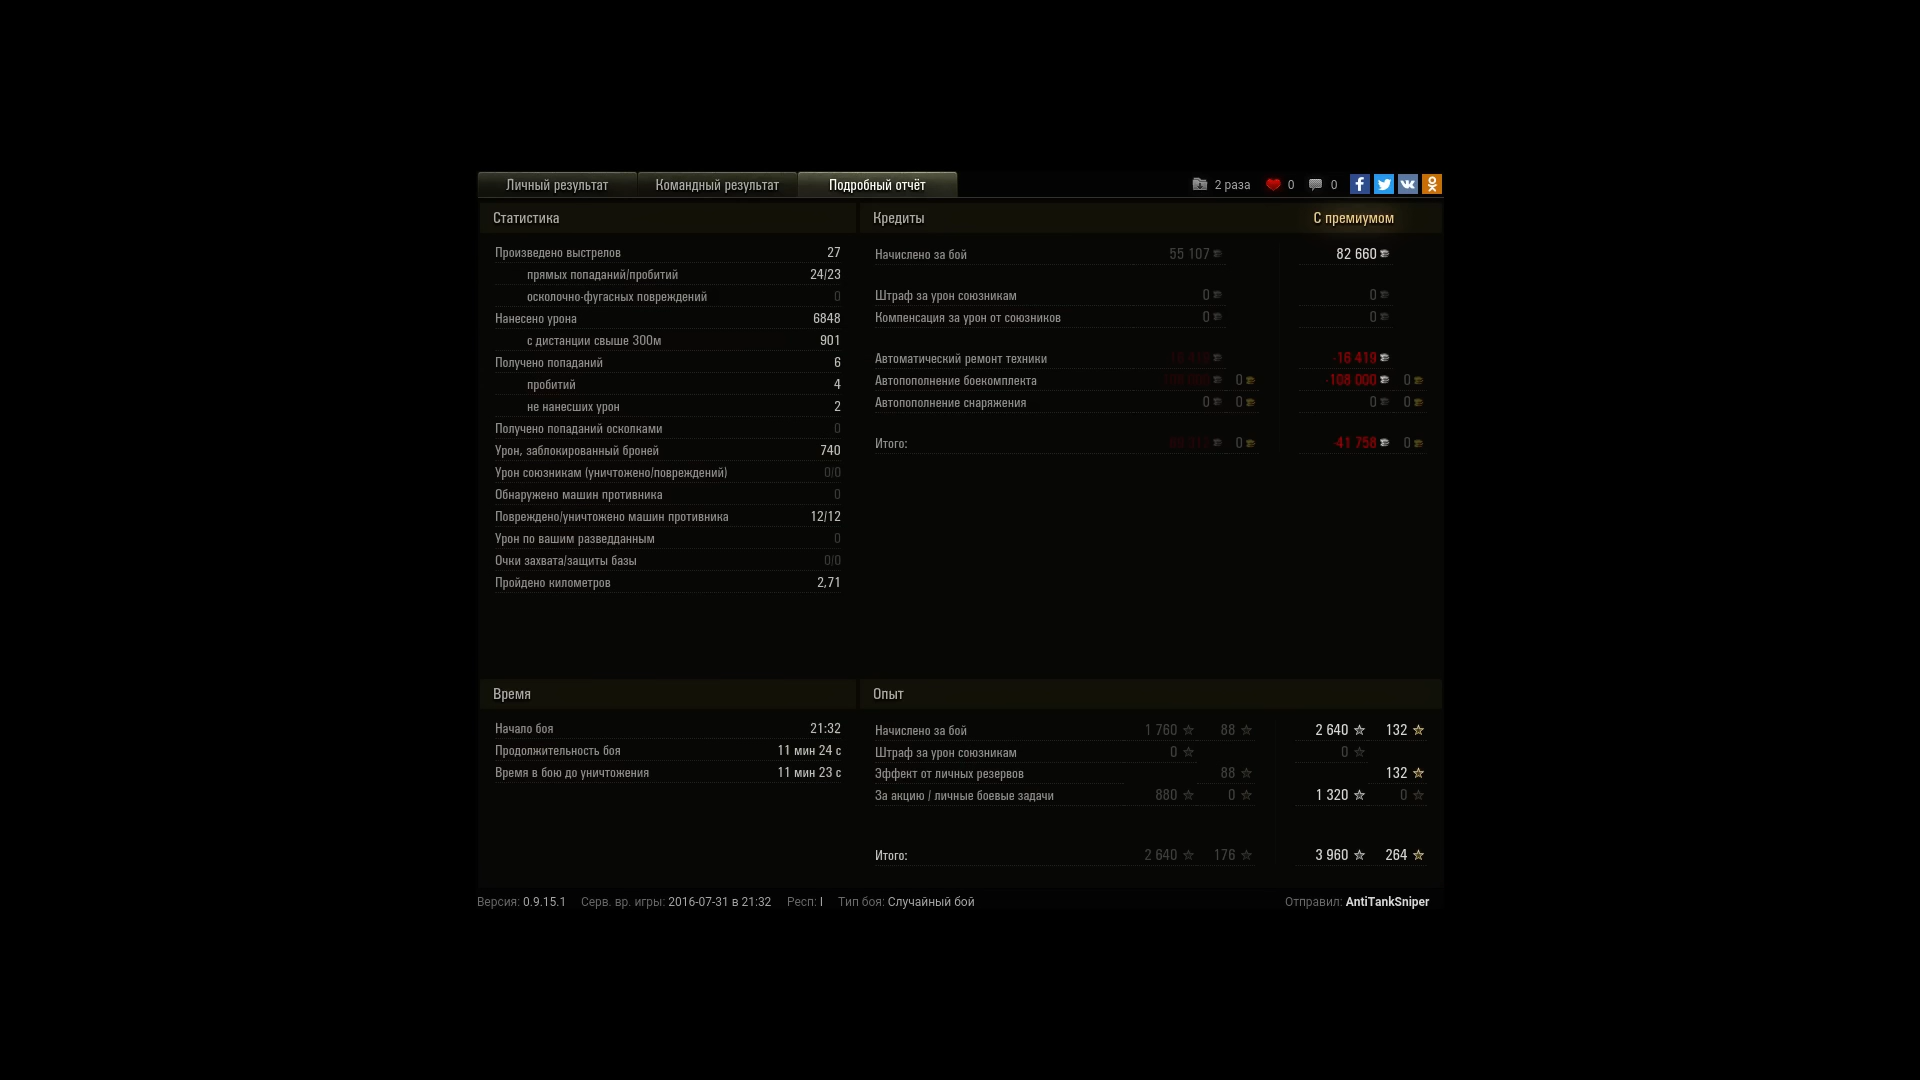 Личный результат Командный результат Подробный отчёт 2 раза 0 0
Статистика
Произведено выстрелов 27
прямых попаданий/пробитий 24/23
осколочно-фугасных повреждений 0
Нанесено урона 6848
с дистанции свыше 300м 901
Получено попаданий 6
пробитий 4
не нанесших урон 2
Получено попаданий осколками 0
Урон, заблокированный броней 740
Урон союзникам (уничтожено/повреждений) 0/0
Обнаружено машин противника 0
Повреждено/уничтожено машин противника 12/12
Урон по вашим разведданным 0
Очки захвата/защиты базы 0/0
Пройдено километров 2,71
Кредиты С премиумом
Начислено за бой 55 107 82 660
Штраф за урон союзникам 0 0
Компенсация за урон от союзников 0 0
Автоматический ремонт техники -16 419
Автопополнение боекомплекта 0 -108 000 0
Автопополнение снаряжения 0 0 0 0
Итого: 0 -41 758 0
Время
Начало боя 21:32
Продолжительность боя 11 мин 24 с
Время в бою до уничтожения 11 мин 23 с
Опыт
Начислено за бой 1 760 88 2 640 132
Штраф за урон союзникам 0 0
Эффект от личных резервов 88 132
За акцию / личные боевые задачи 880 0 1 320 0
Итого: 2 640 176 3 960 264
Версия: 0.9.15.1 Серв. вр. игры: 2016-07-31 в 21:32 Респ: I Тип боя: Случайный бой Отправил: AntiTankSniper